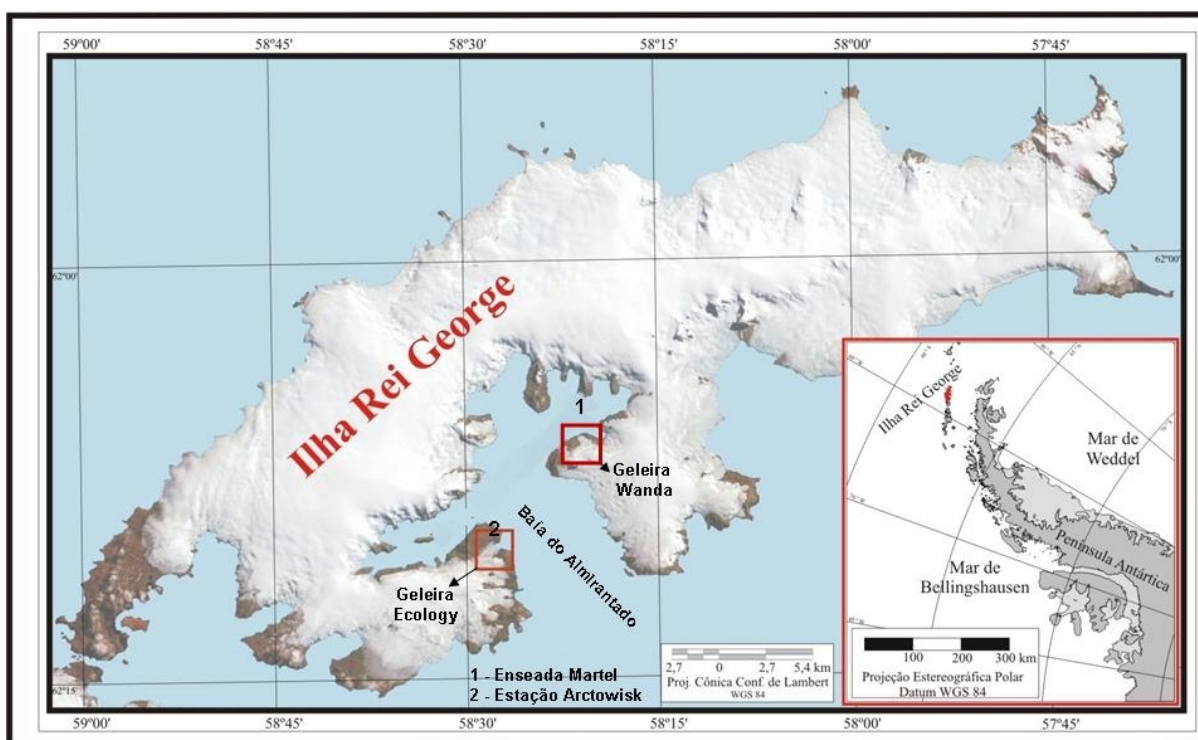 59°00'
58°45'
58°30'
58°15'
58°00'
57°45'
62°00'
62°00'
Ilha Rei George
1
Geleira
Wanda
2
Baía do Almirantado
Geleira
Ecology
1 - Enseada Martel
2 - Estação Arctowisk
62°15'
2,7 0 2,7 5,4 km
Proj. Cônica Conf. de Lambert
WGS 84
Ilha Rei George
Mar de
Weddel
Península Antártica
Mar de
Bellingshausen
100 200 300 km
Projeção Estereográfica Polar
Datum WGS 84
59°00'
58°45'
58°30'
58°15'
58°00'
57°45'